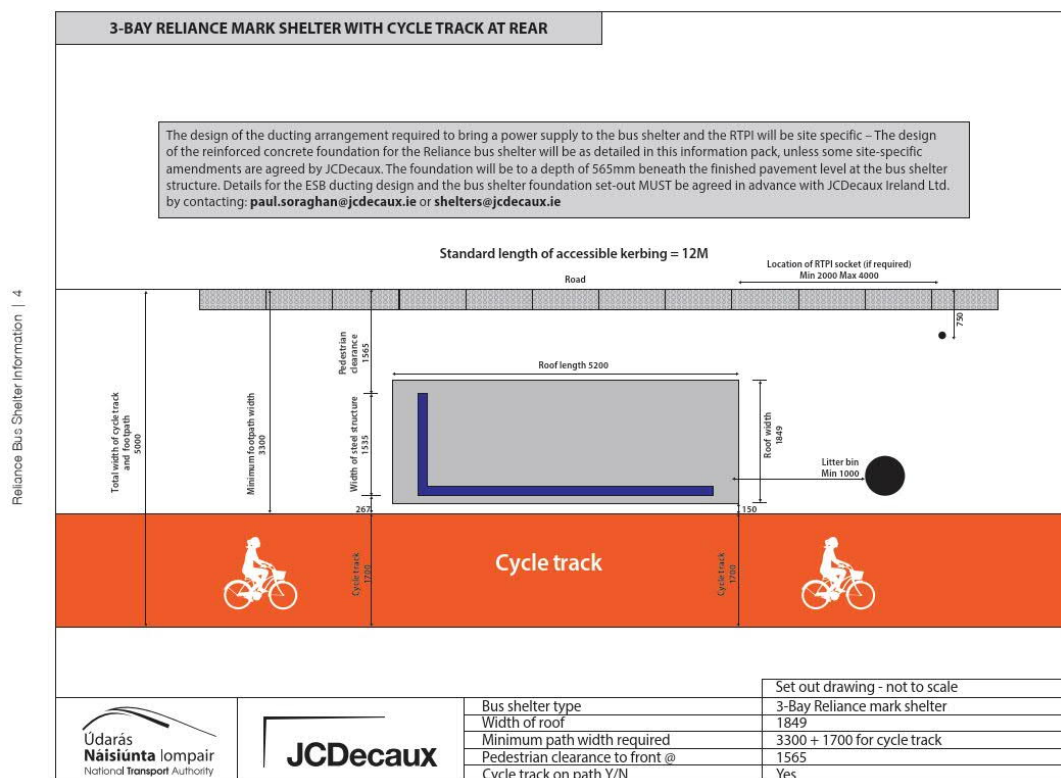 3-BAY RELIANCE MARK SHELTER WITH CYCLE TRACK AT REAR
The design of the ducting arrangement required to bring a power supply to the bus shelter and the RTPI will be site specific – The design
of the reinforced concrete foundation for the Reliance bus shelter will be as detailed in this information pack, unless some site-specific
amendments are agreed by JCDecaux. The foundation will be to a depth of 565mm beneath the finished pavement level at the bus shelter
structure. Details for the ESB ducting design and the bus shelter foundation set-out MUST be agreed in advance with JCDecaux Ireland Ltd.
by contacting: paul.soraghan@jcdecaux.ie or shelters@jcdecaux.ie
Standard length of accessible kerbing = 12M
Location of RTPI socket (if required)
Min 2000 Max 4000
Road
750
Pedestrian
clearance
1565
Roof length 5200
Total width of cycle track
and footpath
5000
Minimum footpath width
3300
Width of steel structure
1535
Roof width
1849
Litter bin
Min 1000
267
150
Cycle track
1700
Cycle track
Cycle track
1700
Reliance Bus Shelter Information | 4
Údarás
Náisiúnta Iompair
National Transport Authority
JCDecaux
Set out drawing - not to scale
Bus shelter type 3-Bay Reliance mark shelter
Width of roof 1849
Minimum path width required 3300 + 1700 for cycle track
Pedestrian clearance to front @ 1565
Cycle track on path Y/N Yes